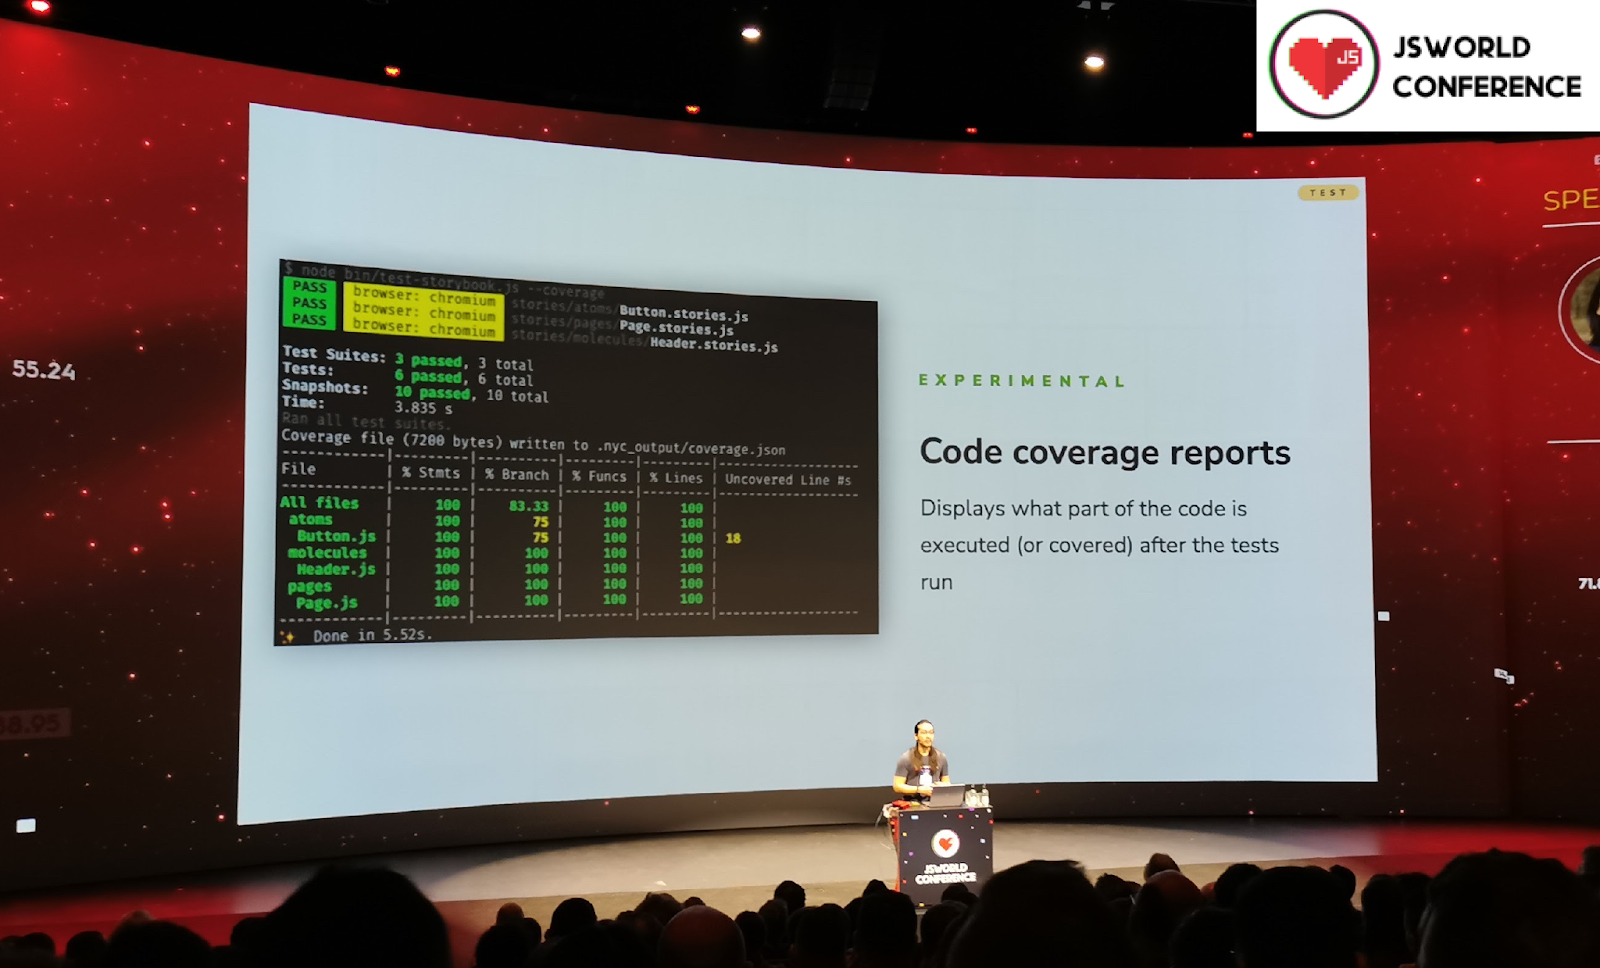 JSWORLD
CONFERENCE
JS
TEST
SPE
55.24
$ node bin/test-storybook.js --coverage
PASS browser: chromium stories/atoms/Button.stories.js
PASS browser: chromium stories/pages/Page.stories.js
PASS browser: chromium stories/molecules/Header.stories.js
Test Suites: 3 passed, 3 total
Tests: 6 passed, 6 total
Snapshots: 10 passed, 10 total
Time: 3.835 s
Ran all test suites.
Coverage file (7200 bytes) written to .nyc_output/coverage.json
File | % Stmts | % Branch | % Funcs | % Lines | Uncovered Line #s
All files | 100 | 83.33 | 100 | 100 |
atoms | 100 | 75 | 100 | 100 |
Button.js | 100 | 75 | 100 | 100 | 18
molecules | 100 | 100 | 100 | 100 |
Header.js | 100 | 100 | 100 | 100 |
pages | 100 | 100 | 100 | 100 |
Page.js | 100 | 100 | 100 | 100 |
Done in 5.52s.
EXPERIMENTAL
Code coverage reports
Displays what part of the code is
executed (or covered) after the tests
run
JSWORLD
CONFERENCE